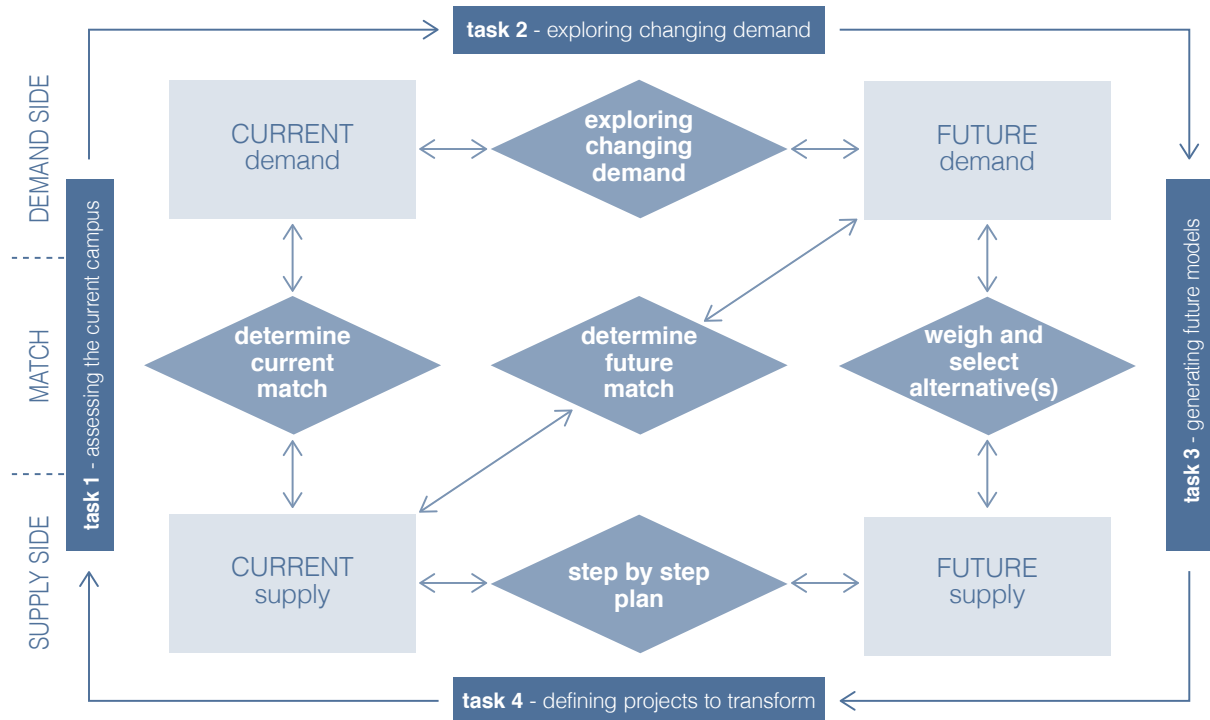 task 2 - exploring changing demand
DEMAND SIDE
MATCH
SUPPLY SIDE
task 1 - assessing the current campus
CURRENT
demand
exploring
changing
demand
FUTURE
demand
determine
current
match
determine
future
match
weigh and
select
alternative(s)
CURRENT
supply
step by step
plan
FUTURE
supply
task 3 - generating future models
task 4 - defining projects to transform